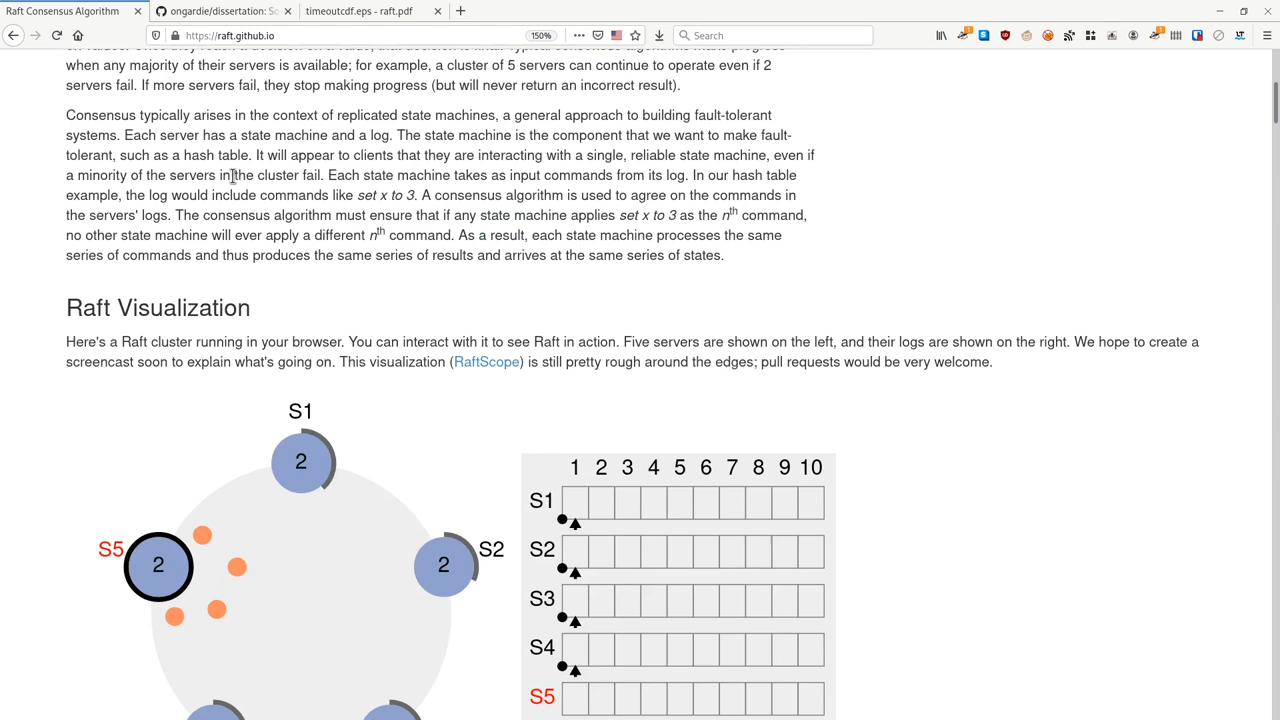 Raft Consensus Algorithm
ongardie/dissertation: So
timeoutcdf.eps - raft.pdf
https://raft.github.io
150%
Search
when any majority of their servers is available; for example, a cluster of 5 servers can continue to operate even if 2
servers fail. If more servers fail, they stop making progress (but will never return an incorrect result).
Consensus typically arises in the context of replicated state machines, a general approach to building fault-tolerant
systems. Each server has a state machine and a log. The state machine is the component that we want to make fault-
tolerant, such as a hash table. It will appear to clients that they are interacting with a single, reliable state machine, even if
a minority of the servers in the cluster fail. Each state machine takes as input commands from its log. In our hash table
example, the log would include commands like set x to 3. A consensus algorithm is used to agree on the commands in
the servers' logs. The consensus algorithm must ensure that if any state machine applies set x to 3 as the nth command,
no other state machine will ever apply a different nth command. As a result, each state machine processes the same
series of commands and thus produces the same series of results and arrives at the same series of states.
Raft Visualization
Here's a Raft cluster running in your browser. You can interact with it to see Raft in action. Five servers are shown on the left, and their logs are shown on the right. We hope to create a
screencast soon to explain what's going on. This visualization (RaftScope) is still pretty rough around the edges; pull requests would be very welcome.
S1
2
S5
2
2
S2
1 2 3 4 5 6 7 8 9 10
S1
S2
S3
S4
S5